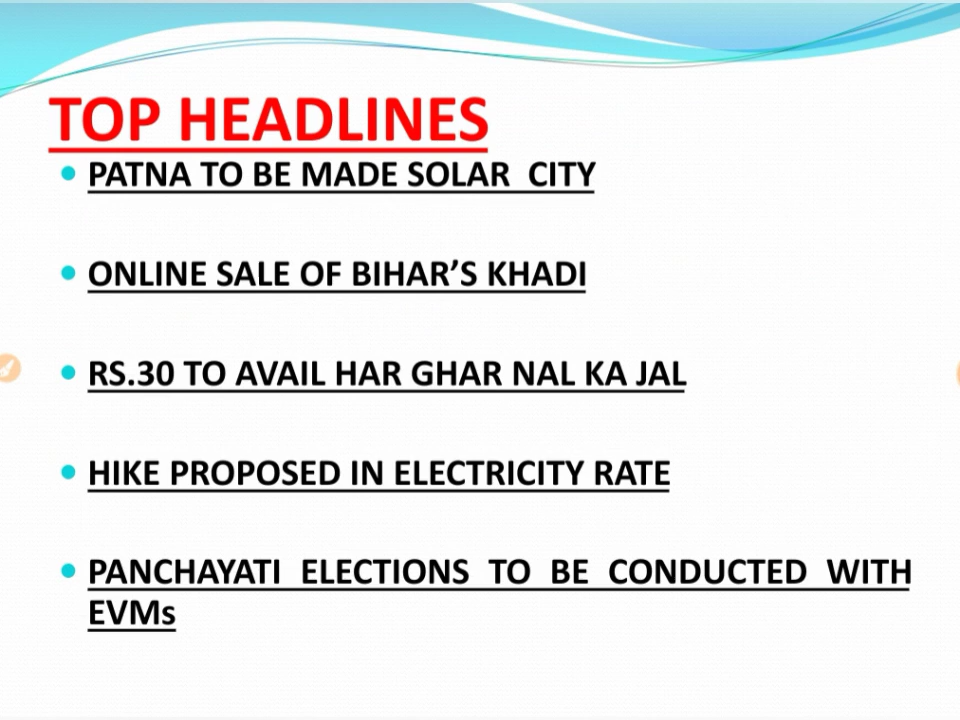 TOP HEADLINES
PATNA TO BE MADE SOLAR CITY
ONLINE SALE OF BIHAR’S KHADI
RS.30 TO AVAIL HAR GHAR NAL KA JAL
HIKE PROPOSED IN ELECTRICITY RATE
PANCHAYATI ELECTIONS TO BE CONDUCTED WITH
EVMs